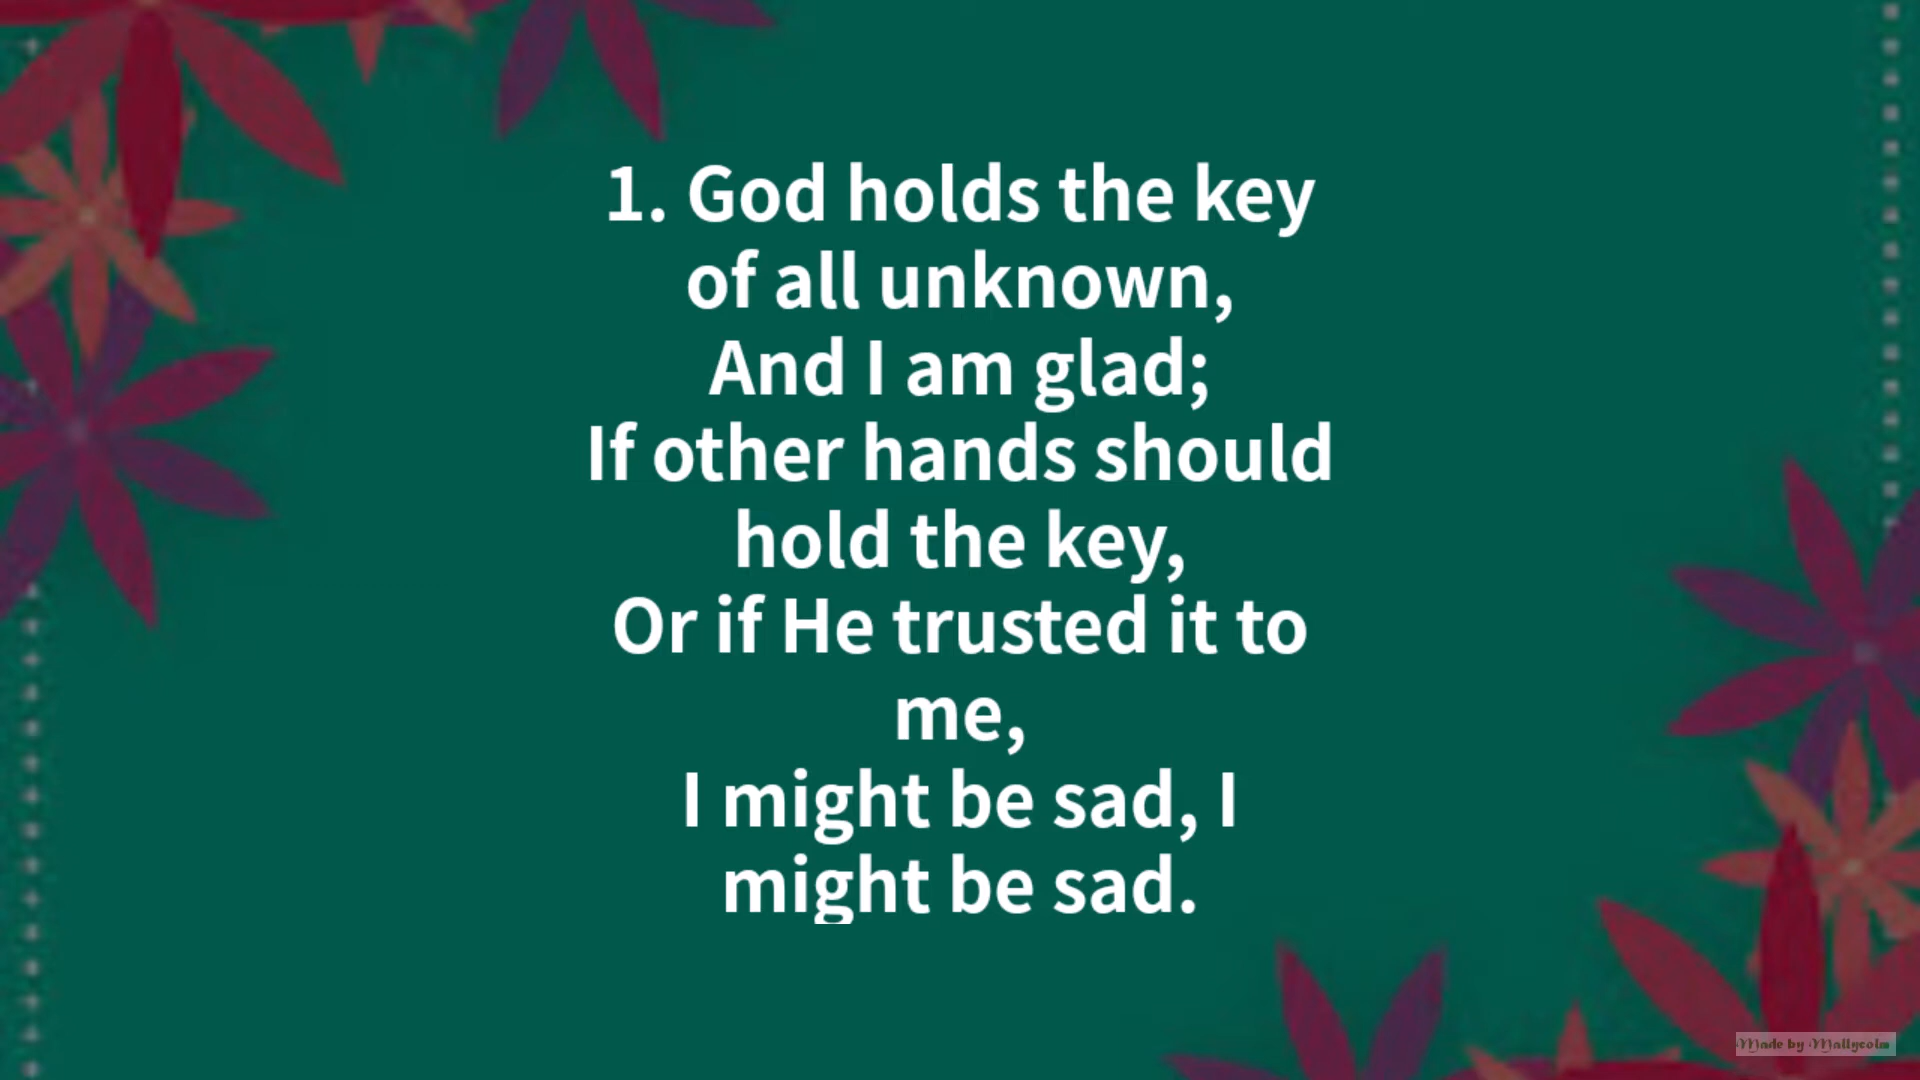 1. God holds the key
of all unknown,
And I am glad;
If other hands should
hold the key,
Or if He trusted it to
me,
I might be sad, I
might be sad.
Made by Mallycolm